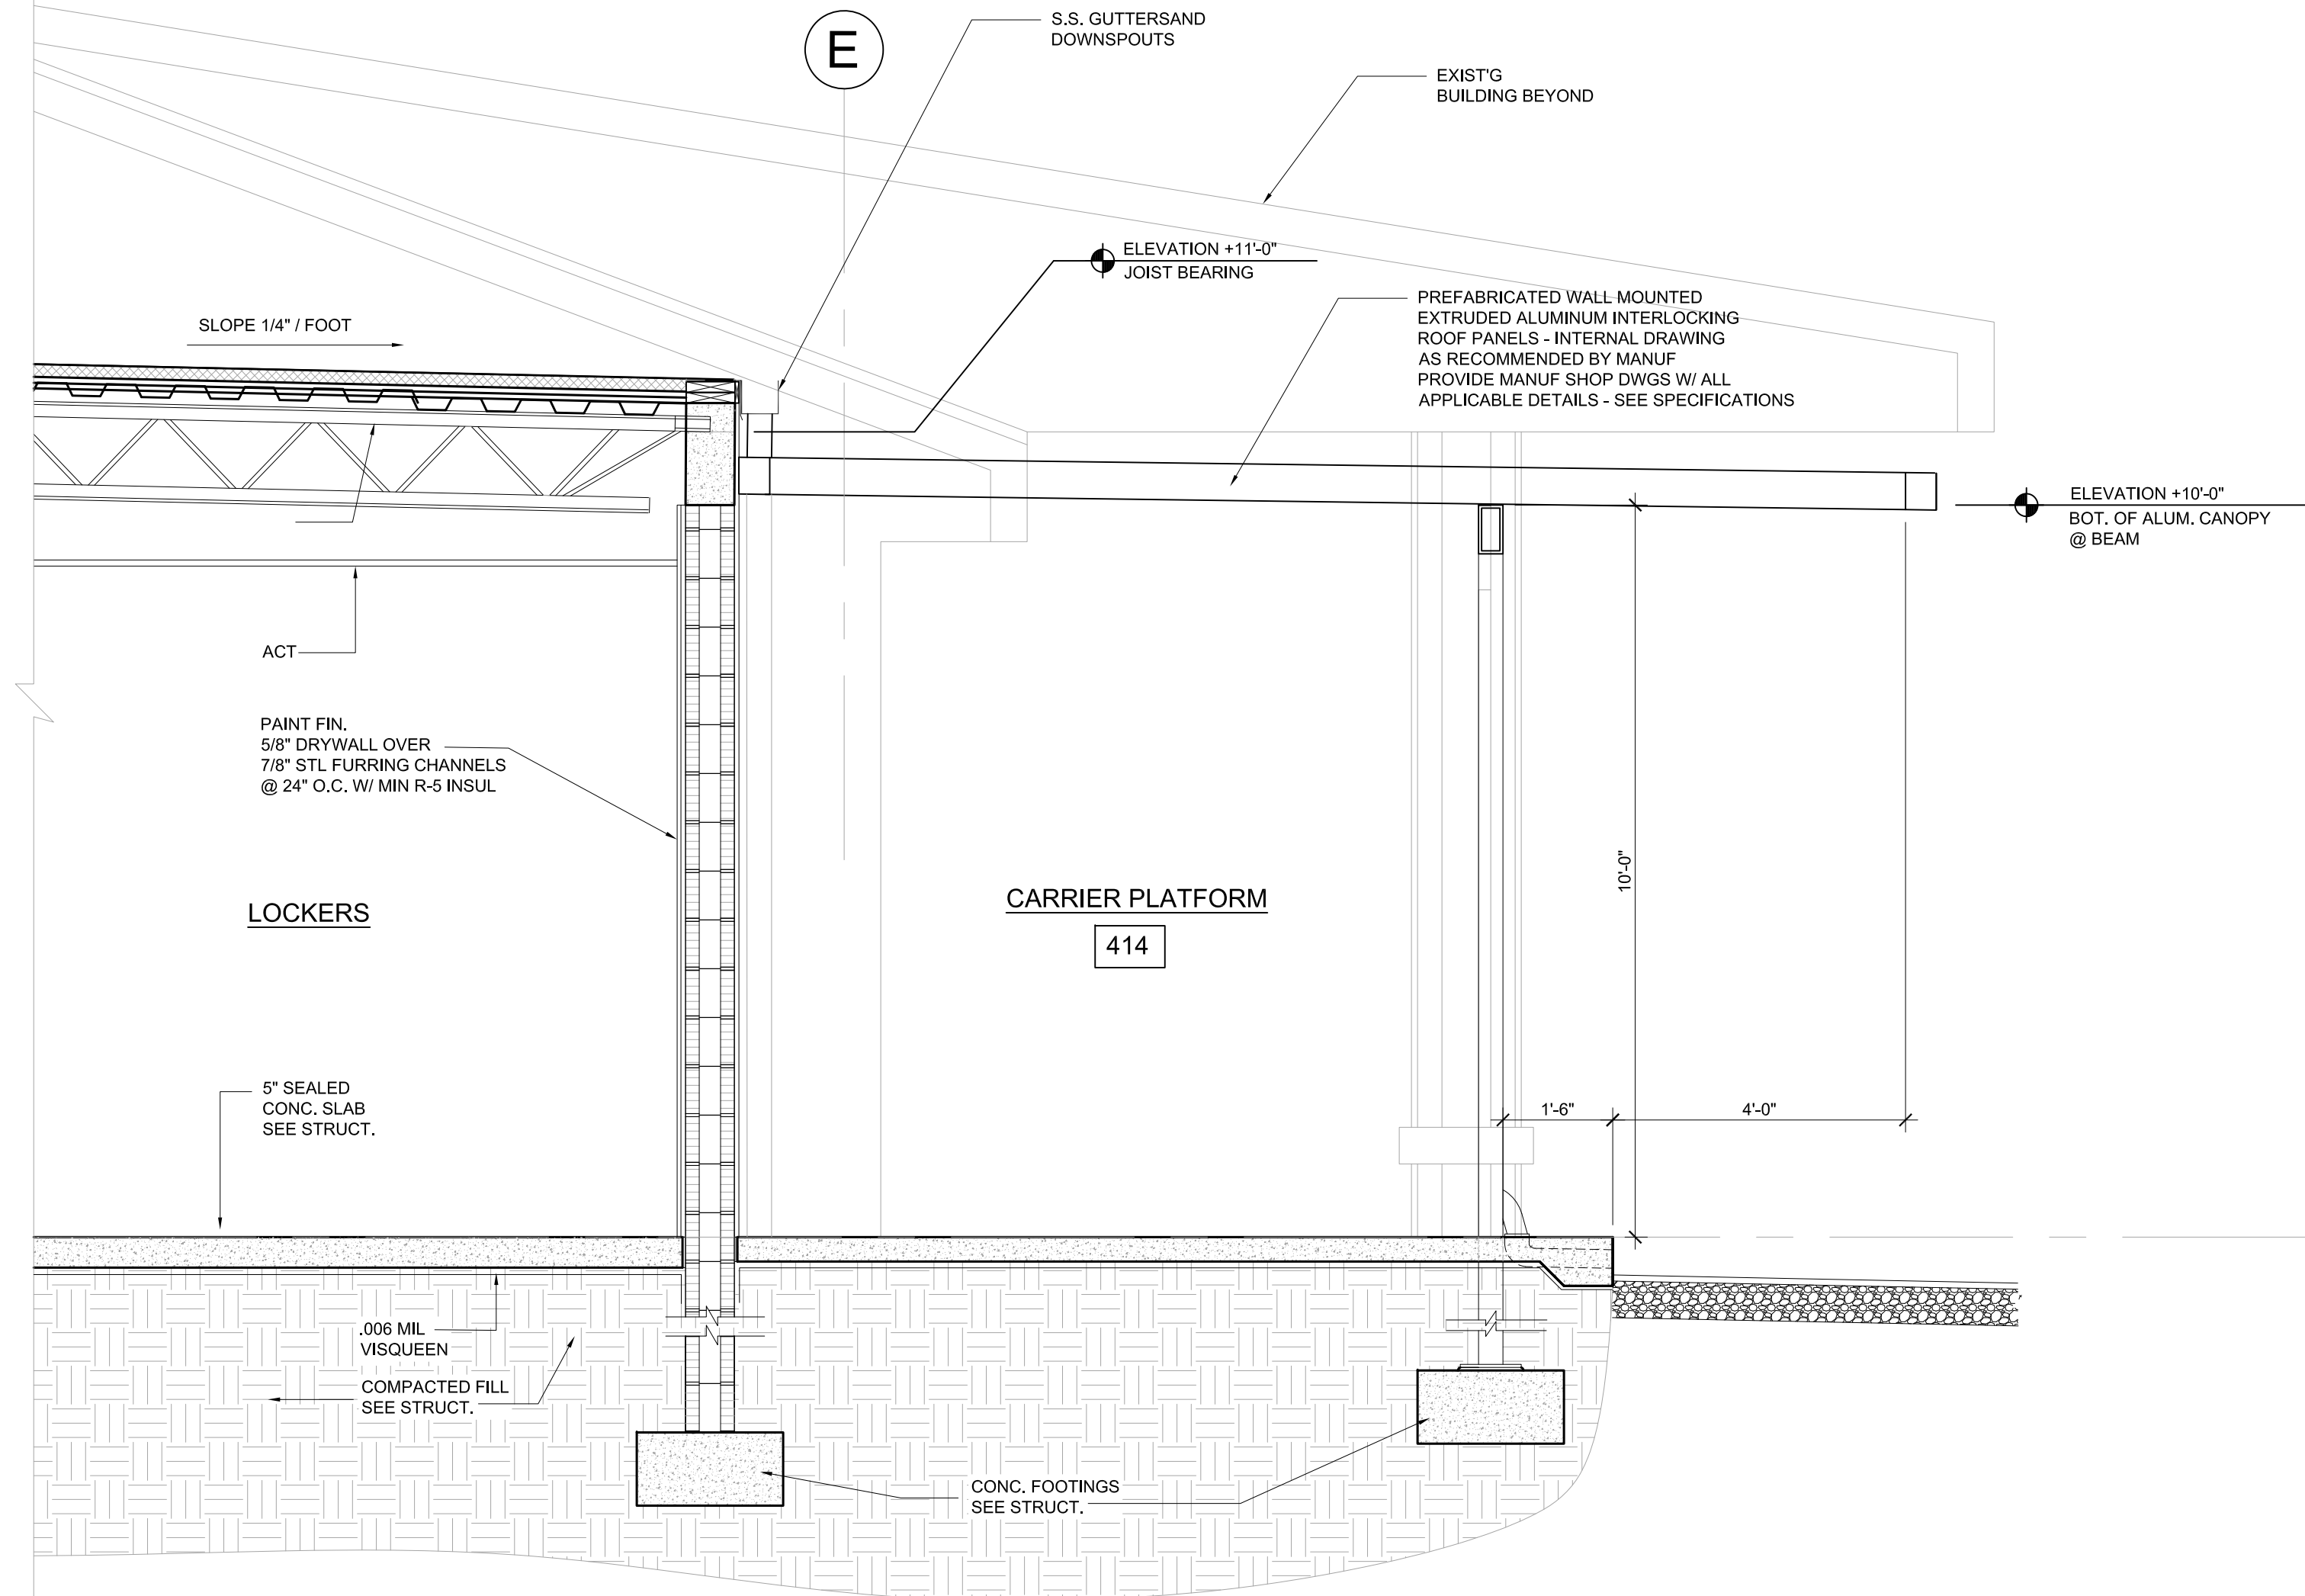 S.S. GUTTERSAND
DOWNSPOUTS
E
EXIST'G
BUILDING BEYOND
ELEVATION +11'-0"
JOIST BEARING
PREFABRICATED WALL MOUNTED
EXTRUDED ALUMINUM INTERLOCKING
ROOF PANELS - INTERNAL DRAWING
AS RECOMMENDED BY MANUF
PROVIDE MANUF SHOP DWGS W/ ALL
APPLICABLE DETAILS - SEE SPECIFICATIONS
SLOPE 1/4" / FOOT
ELEVATION +10'-0"
BOT. OF ALUM. CANOPY
@ BEAM
ACT
PAINT FIN.
5/8" DRYWALL OVER
7/8" STL FURRING CHANNELS
@ 24" O.C. W/ MIN R-5 INSUL
10'-0"
LOCKERS
CARRIER PLATFORM
414
5" SEALED
CONC. SLAB
SEE STRUCT.
1'-6"
4'-0"
.006 MIL
VISQUEEN
COMPACTED FILL
SEE STRUCT.
CONC. FOOTINGS
SEE STRUCT.